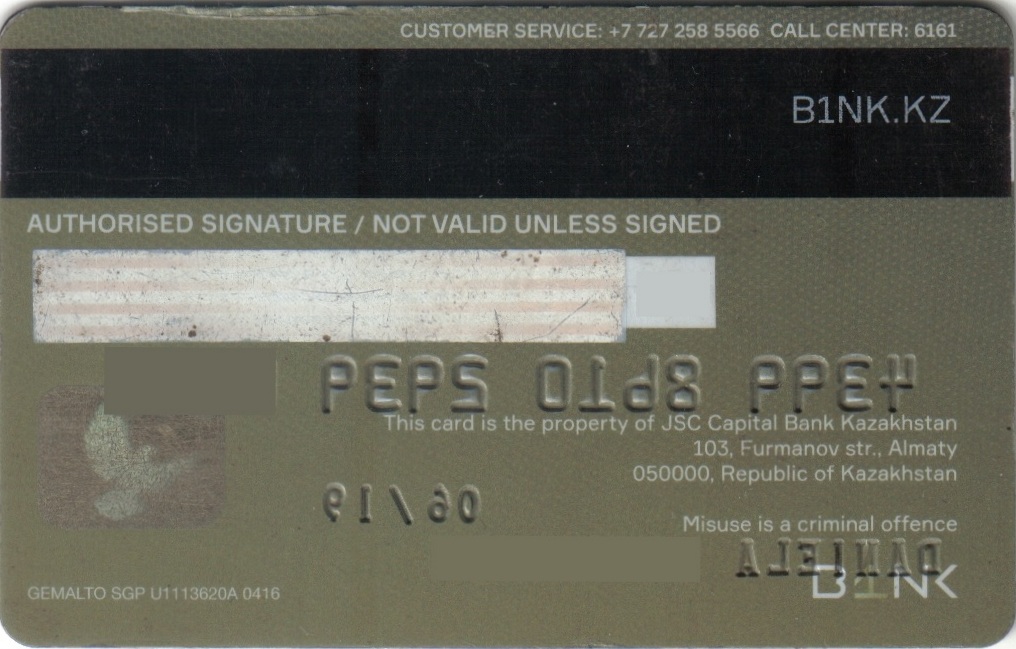 CUSTOMER SERVICE: +7 727 258 5566 CALL CENTER: 6161
B1NK.KZ
AUTHORISED SIGNATURE / NOT VALID UNLESS SIGNED
This card is the property of JSC Capital Bank Kazakhstan
103, Furmanov str., Almaty
050000, Republic of Kazakhstan
Misuse is a criminal offence
DANIELA
B1NK
GEMALTO SGP U1113620A 0416